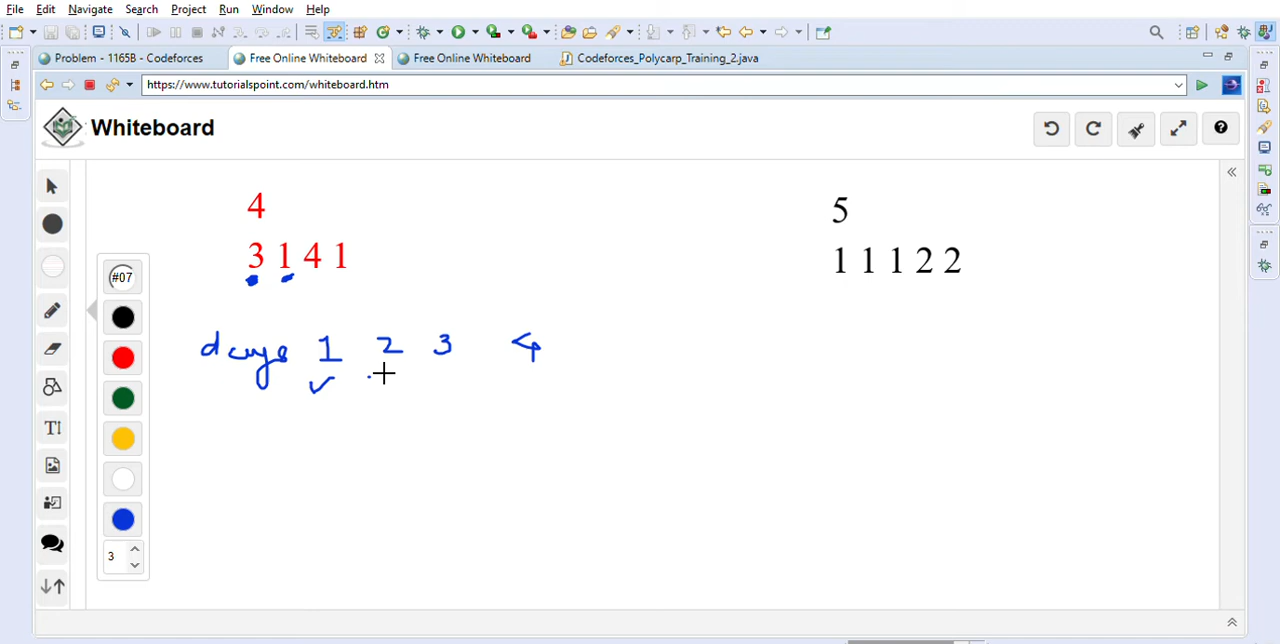 File Edit Navigate Search Project Run Window Help
Problem - 1165B - Codeforces Free Online Whiteboard Free Online Whiteboard Codeforces_Polycarp_Training_2.java
https://www.tutorialspoint.com/whiteboard.htm
Whiteboard
4
3 1 4 1
5
1 1 1 2 2
#07
days 1 2 3 4
TI
3